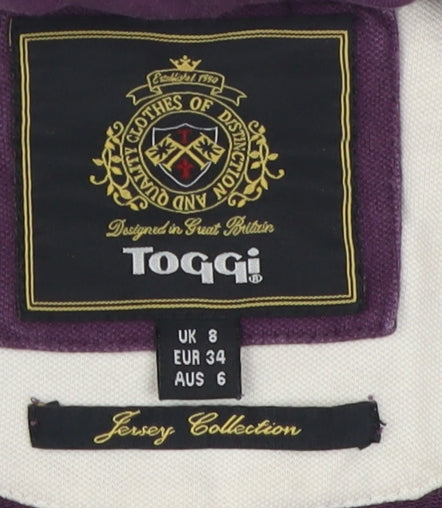 Established 1990
CLOTHES OF DISTINCTION AND QUALITY
Designed in Great Britain
ToGGi®
UK 8
EUR 34
AUS 6
Jersey Collection